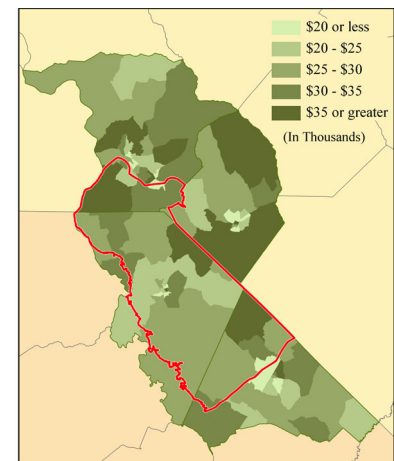 $20 or less
$20 - $25
$25 - $30
$30 - $35
$35 or greater
(In Thousands)